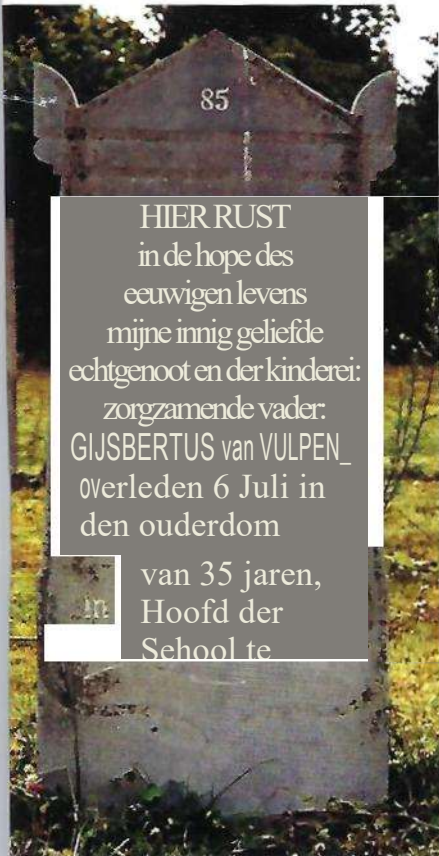 85
HIER RUST
in de hope des
eeuwigen levens
mijne innig geliefde
echtgenoot en der kinderei:
zorgzamende vader:
GIJSBERTUS van VULPEN_
overleden 6 Juli in
den ouderdom
van 35 jaren,
in Hoofd der
Sehool te